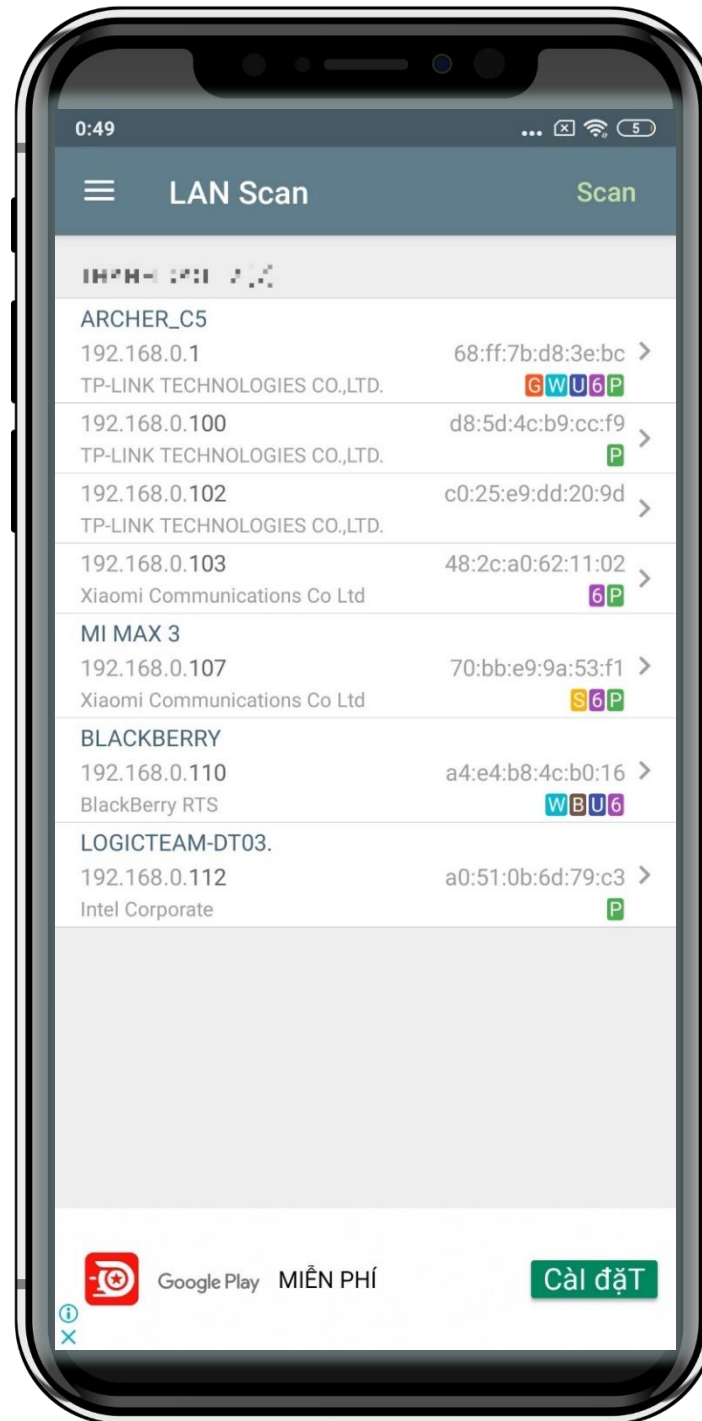 0:49
... 5
LAN Scan Scan
ARCHER_C5
192.168.0.1 68:ff:7b:d8:3e:bc
TP-LINK TECHNOLOGIES CO.,LTD. G W U 6 P
192.168.0.100 d8:5d:4c:b9:cc:f9
TP-LINK TECHNOLOGIES CO.,LTD. P
192.168.0.102 c0:25:e9:dd:20:9d
TP-LINK TECHNOLOGIES CO.,LTD.
192.168.0.103 48:2c:a0:62:11:02
Xiaomi Communications Co Ltd 6 P
MI MAX 3
192.168.0.107 70:bb:e9:9a:53:f1
Xiaomi Communications Co Ltd S 6 P
BLACKBERRY
192.168.0.110 a4:e4:b8:4c:b0:16
BlackBerry RTS W B U 6
LOGICTEAM-DT03.
192.168.0.112 a0:51:0b:6d:79:c3
Intel Corporate P
Google Play MIỄN PHÍ Càl đặT